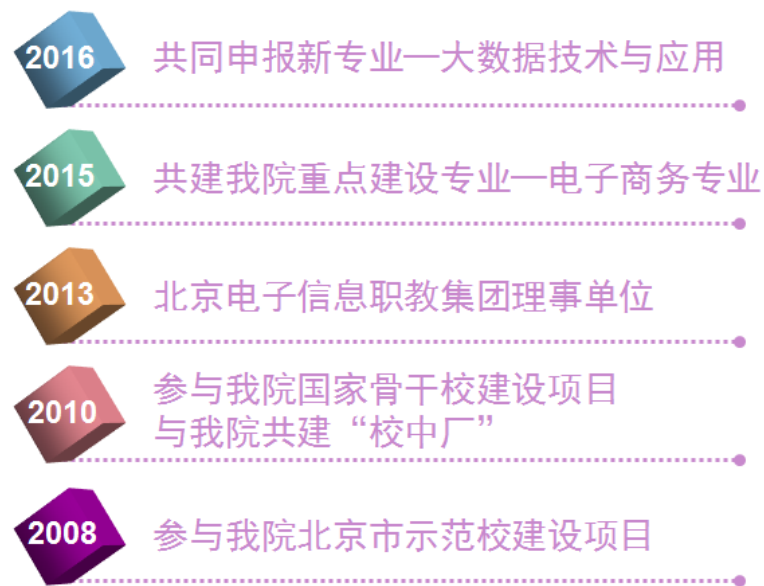 2016 共同申报新专业—大数据技术与应用
2015 共建我院重点建设专业—电子商务专业
2013 北京电子信息职教集团理事单位
2010 参与我院国家骨干校建设项目
与我院共建“校中厂”
2008 参与我院北京市示范校建设项目